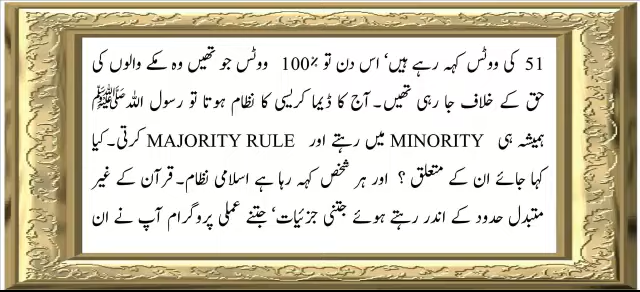 51 کی ووٹس کہہ رہے ہیں‘ اس دن تو 100٪ ووٹس جو تھیں وہ مکے والوں کی
حق کے خلاف جا رہی تھیں۔ آج کا ڈیما کریسی کا نظام ہوتا تو رسول اللہ ﷺ
ہمیشہ ہی MINORITY میں رہتے اور MAJORITY RULE کرتی۔ کیا
کہا جائے ان کے متعلق ؟ اور ہر شخص کہہ رہا ہے اسلامی نظام۔ قرآن کے غیر
متبدل حدود کے اندر رہتے ہوئے جتنی جزئیات‘ جتنے عملی پروگرام آپ نے ان